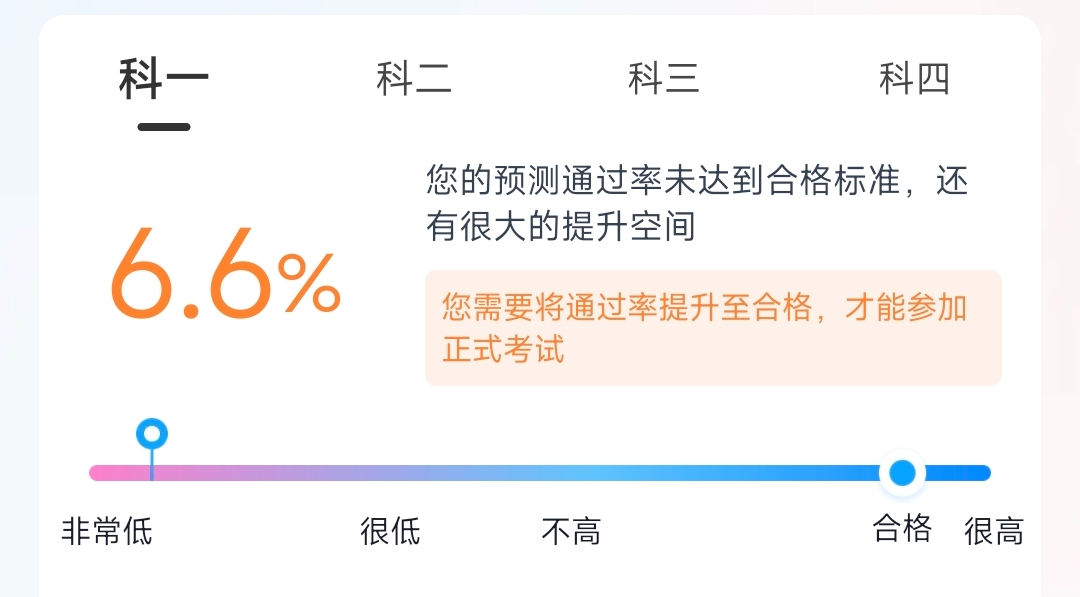 科一 科二 科三 科四
您的预测通过率未达到合格标准，还
有很大的提升空间
6.6%
您需要将通过率提升至合格，才能参加
正式考试
非常低 很低 不高 合格 很高